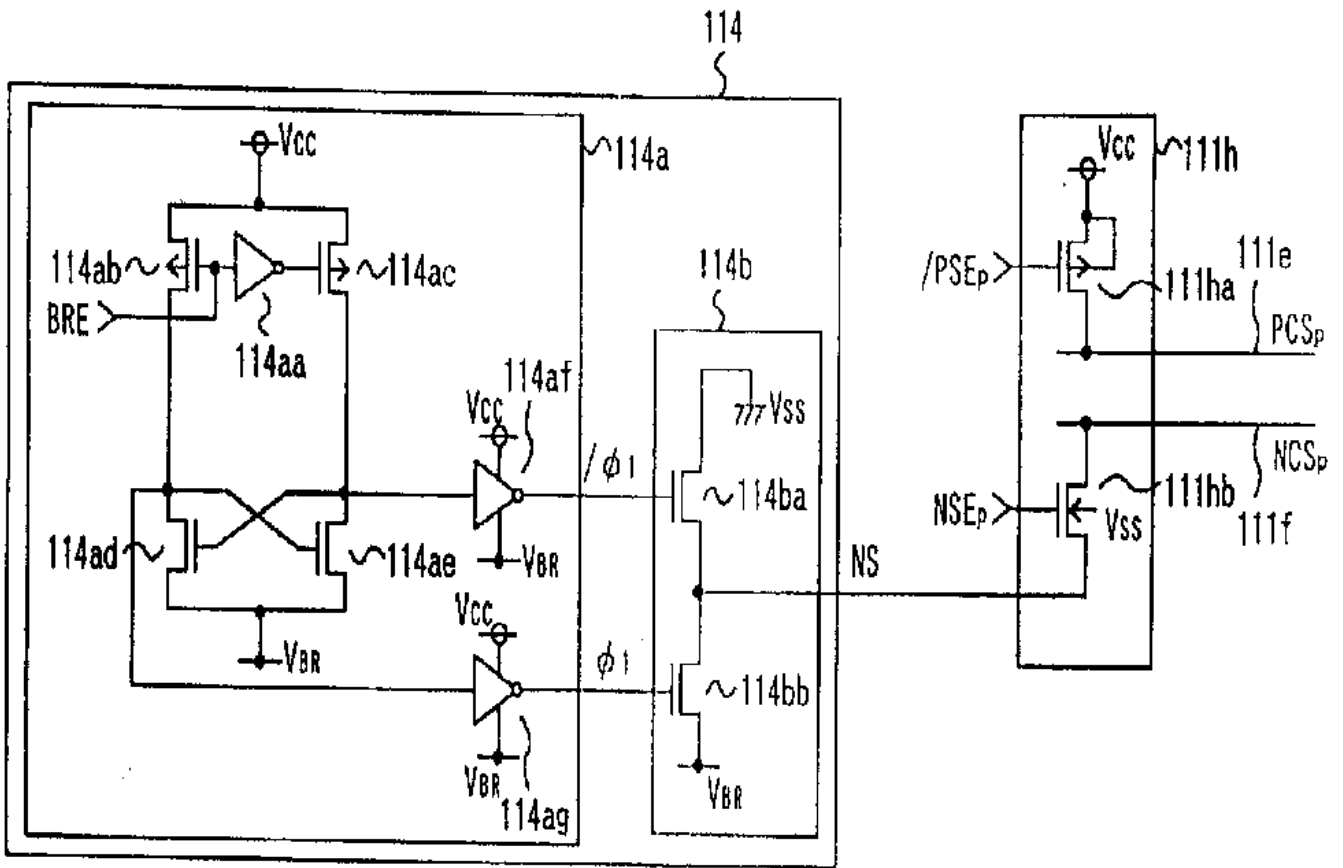 114
Vcc
114a
Vcc
111h
114ab
114ac
114b
/PSEp
111e
BRE
111ha
PCSp
114aa
114af
Vcc
Vss
/φ1
NCSp
114ba
NSEp
111hb
Vss
111f
114ad
114ae
VBR
NS
Vcc
VBR
φ1
114bb
VBR
VBR
114ag